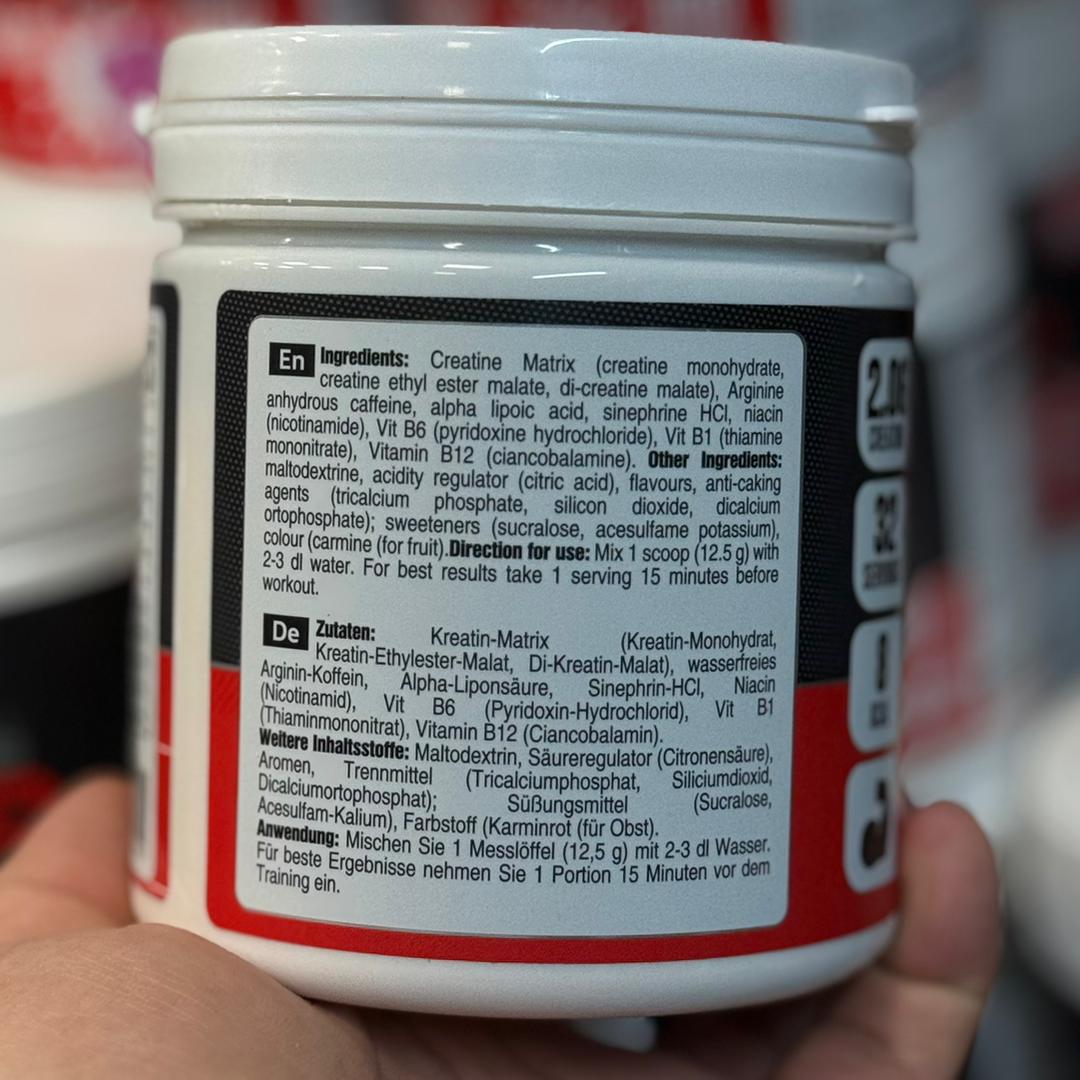 En Ingredients: Creatine Matrix (creatine monohydrate,
creatine ethyl ester malate, di-creatine malate), Arginine
anhydrous caffeine, alpha lipoic acid, sinephrine HCl, niacin
(nicotinamide), Vit B6 (pyridoxine hydrochloride), Vit B1 (thiamine
mononitrate), Vitamin B12 (ciancobalamine). Other Ingredients:
maltodextrine, acidity regulator (citric acid), flavours, anti-caking
agents (tricalcium phosphate, silicon dioxide, dicalcium
ortophosphate); sweeteners (sucralose, acesulfame potassium),
colour (carmine (for fruit).Direction for use: Mix 1 scoop (12.5 g) with
2-3 dl water. For best results take 1 serving 15 minutes before
workout.
De Zutaten: Kreatin-Matrix (Kreatin-Monohydrat,
Kreatin-Ethylester-Malat, Di-Kreatin-Malat), wasserfreies
Arginin-Koffein, Alpha-Liponsäure, Sinephrin-HCl, Niacin
(Nicotinamid), Vit B6 (Pyridoxin-Hydrochlorid), Vit B1
(Thiaminmononitrat), Vitamin B12 (Ciancobalamin).
Weitere Inhaltsstoffe: Maltodextrin, Säureregulator (Citronensäure),
Aromen, Trennmittel (Tricalciumphosphat, Siliciumdioxid,
Dicalciumortophosphat); Süßungsmittel (Sucralose,
Acesulfam-Kalium), Farbstoff (Karminrot (für Obst).
Anwendung: Mischen Sie 1 Messlöffel (12,5 g) mit 2-3 dl Wasser.
Für beste Ergebnisse nehmen Sie 1 Portion 15 Minuten vor dem
Training ein.
32